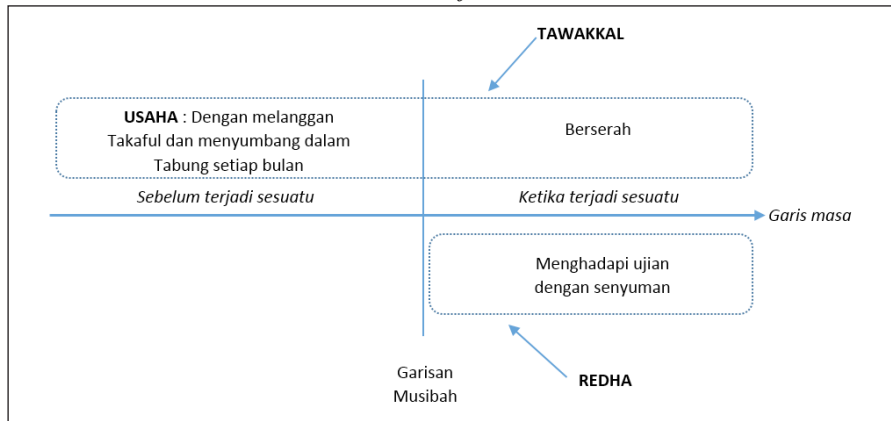 TAWAKKAL
USAHA : Dengan melanggan
Takaful dan menyumbang dalam
Tabung setiap bulan
Berserah
Sebelum terjadi sesuatu
Ketika terjadi sesuatu
Garis masa
Menghadapi ujian
dengan senyuman
Garisan
Musibah
REDHA